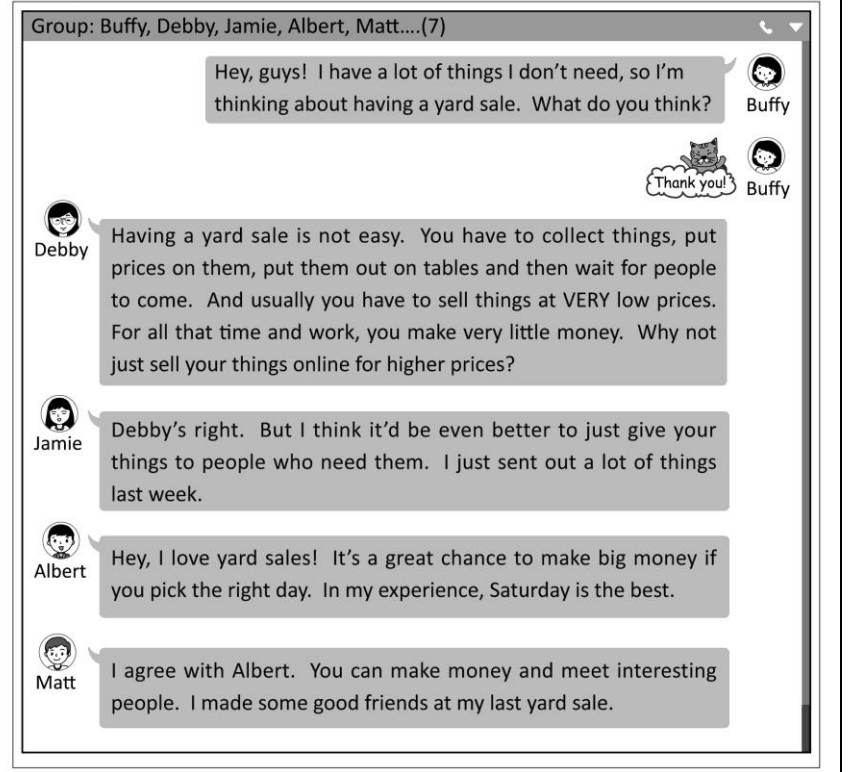 Group: Buffy, Debby, Jamie, Albert, Matt....(7)
Hey, guys! I have a lot of things I don't need, so I'm
thinking about having a yard sale. What do you think?
Buffy
Thank you!
Buffy
Debby
Having a yard sale is not easy. You have to collect things, put
prices on them, put them out on tables and then wait for people
to come. And usually you have to sell things at VERY low prices.
For all that time and work, you make very little money. Why not
just sell your things online for higher prices?
Jamie
Debby's right. But I think it'd be even better to just give your
things to people who need them. I just sent out a lot of things
last week.
Albert
Hey, I love yard sales! It's a great chance to make big money if
you pick the right day. In my experience, Saturday is the best.
Matt
I agree with Albert. You can make money and meet interesting
people. I made some good friends at my last yard sale.